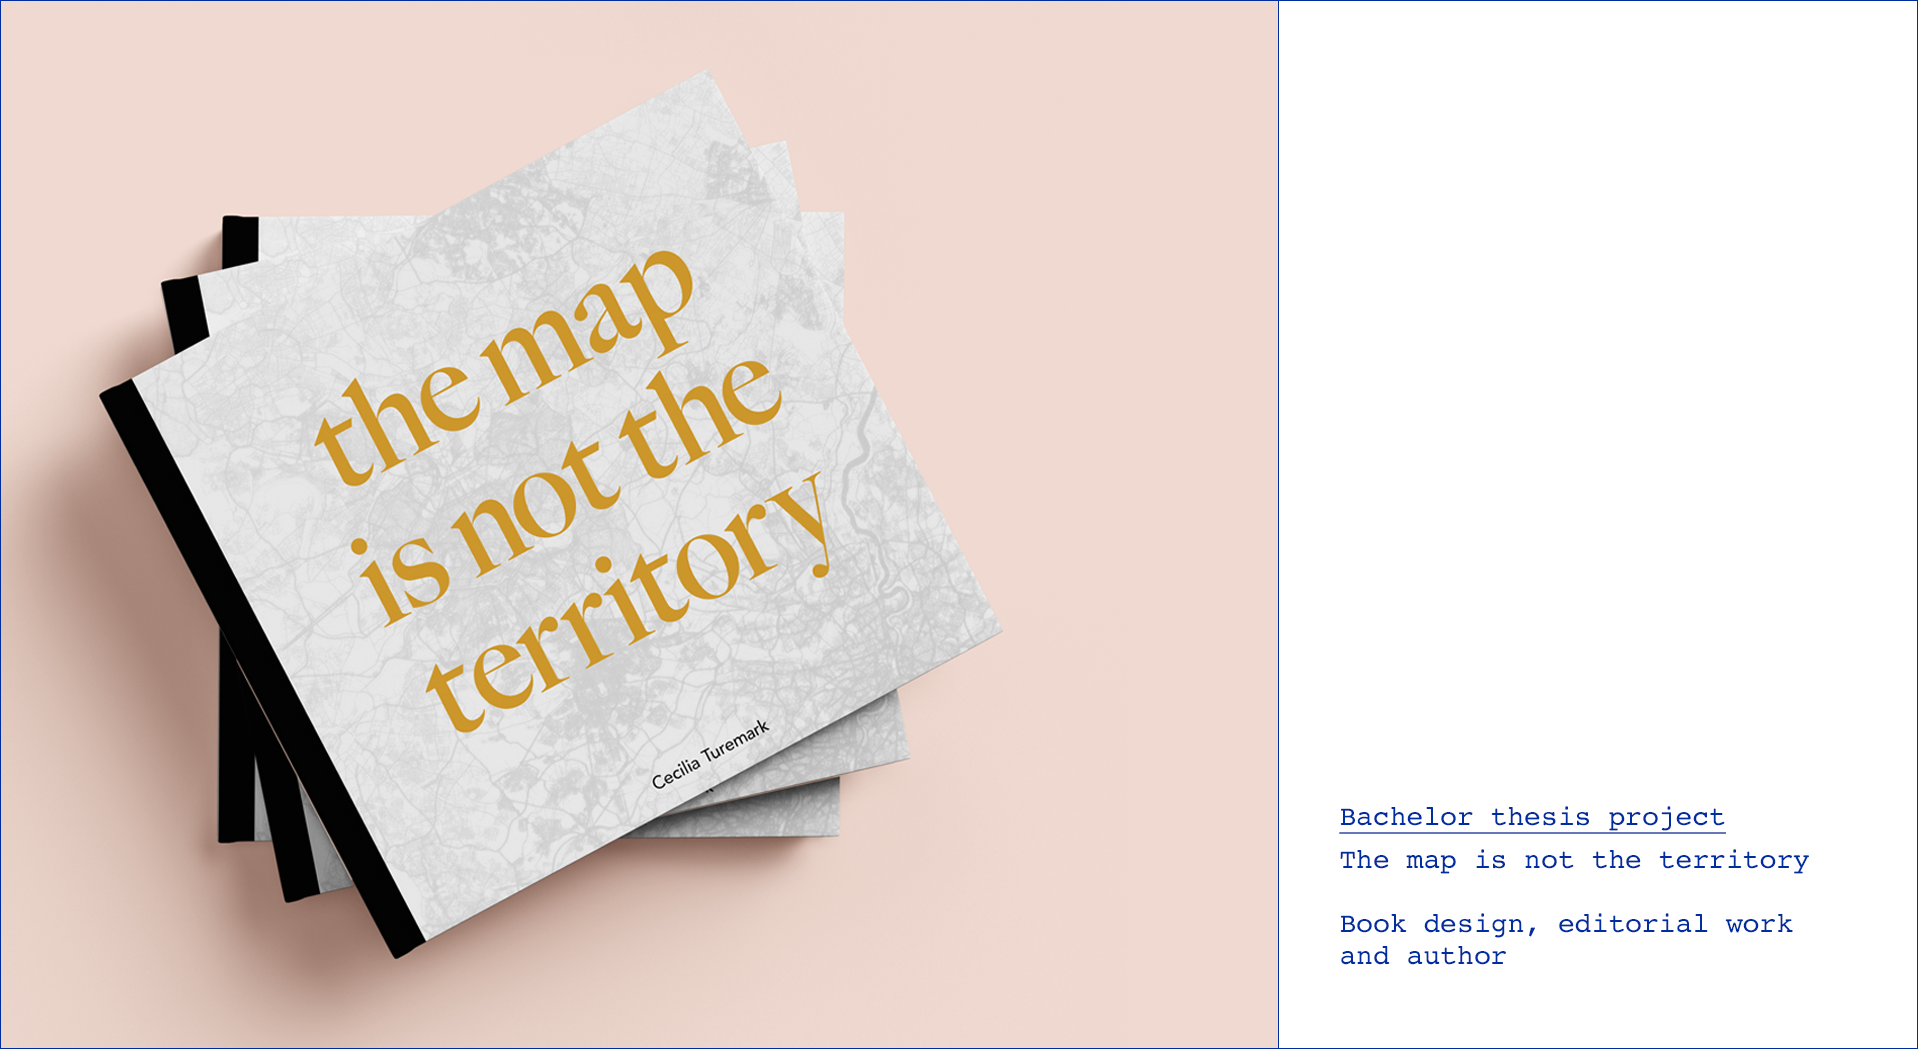 the map
is not the
territory
Cecilia Turemark
Bachelor thesis project
The map is not the territory
Book design, editorial work
and author